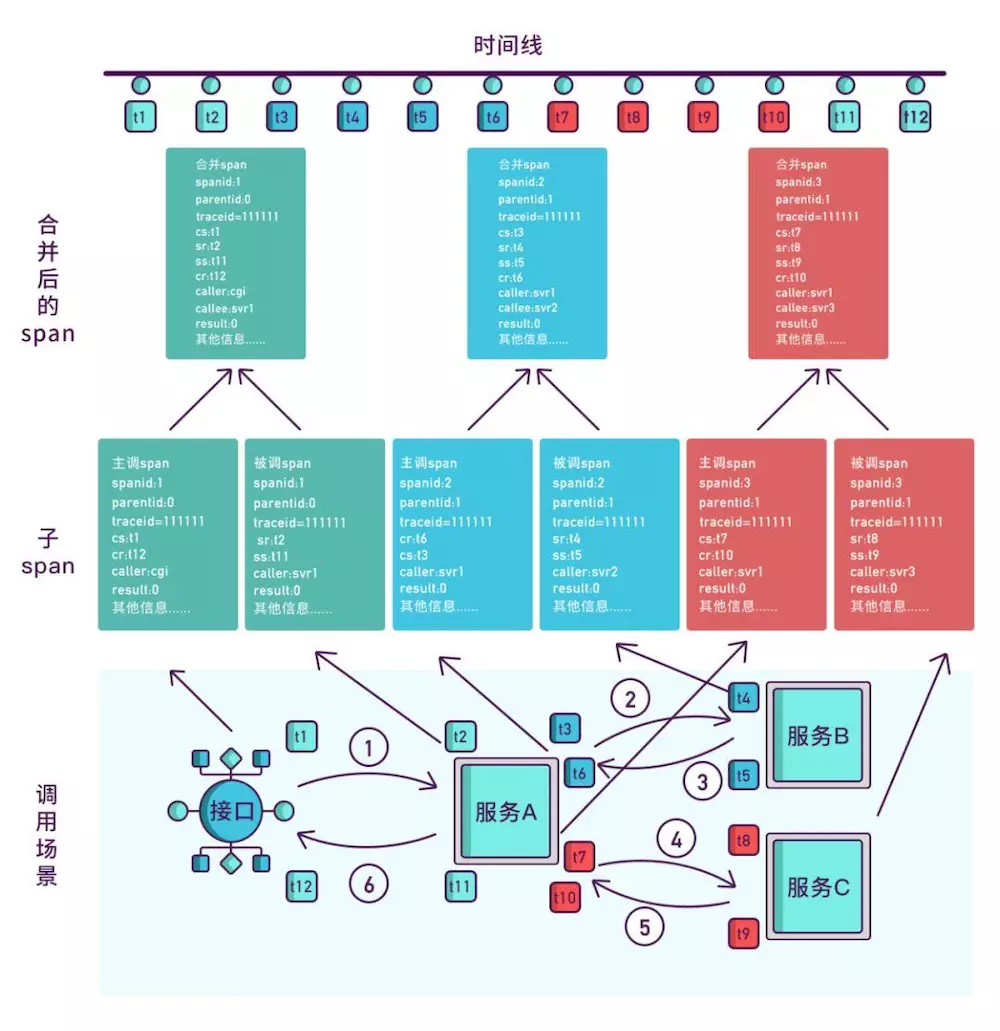 时间线
t1
t2
t3
t4
t5
t6
t7
t8
t9
t10
t11
t12
合并后的
span
合并span
spanid:1
parentid:0
traceid=111111
cs:t1
sr:t2
ss:t11
cr:t12
caller:cgi
callee:svr1
result:0
其他信息......
合并span
spanid:2
parentid:1
traceid=111111
cs:t3
sr:t4
ss:t5
cr:t6
caller:svr1
callee:svr2
result:0
其他信息......
合并span
spanid:3
parentid:1
traceid=111111
cs:t7
sr:t8
ss:t9
cr:t10
caller:svr1
callee:svr3
result:0
其他信息......
子
span
主调span
spanid:1
parentid:0
traceid=111111
cs:t1
cr:t12
caller:cgi
result:0
其他信息......
被调span
spanid:1
parentid:0
traceid=111111
sr:t2
ss:t11
caller:svr1
result:0
其他信息......
主调span
spanid:2
parentid:1
traceid=111111
cr:t6
cs:t3
caller:svr1
result:0
其他信息......
被调span
spanid:2
parentid:1
traceid=111111
sr:t4
ss:t5
caller:svr2
result:0
其他信息......
主调span
spanid:3
parentid:1
traceid=111111
cs:t7
cr:t10
caller:svr1
result:0
其他信息......
被调span
spanid:3
parentid:1
traceid=111111
sr:t8
ss:t9
caller:svr3
result:0
其他信息......
调用场景
接口
t1
1
t2
服务A
t12
6
t11
t3
2
t4
服务B
t6
3
t5
t7
4
t8
服务C
t10
5
t9